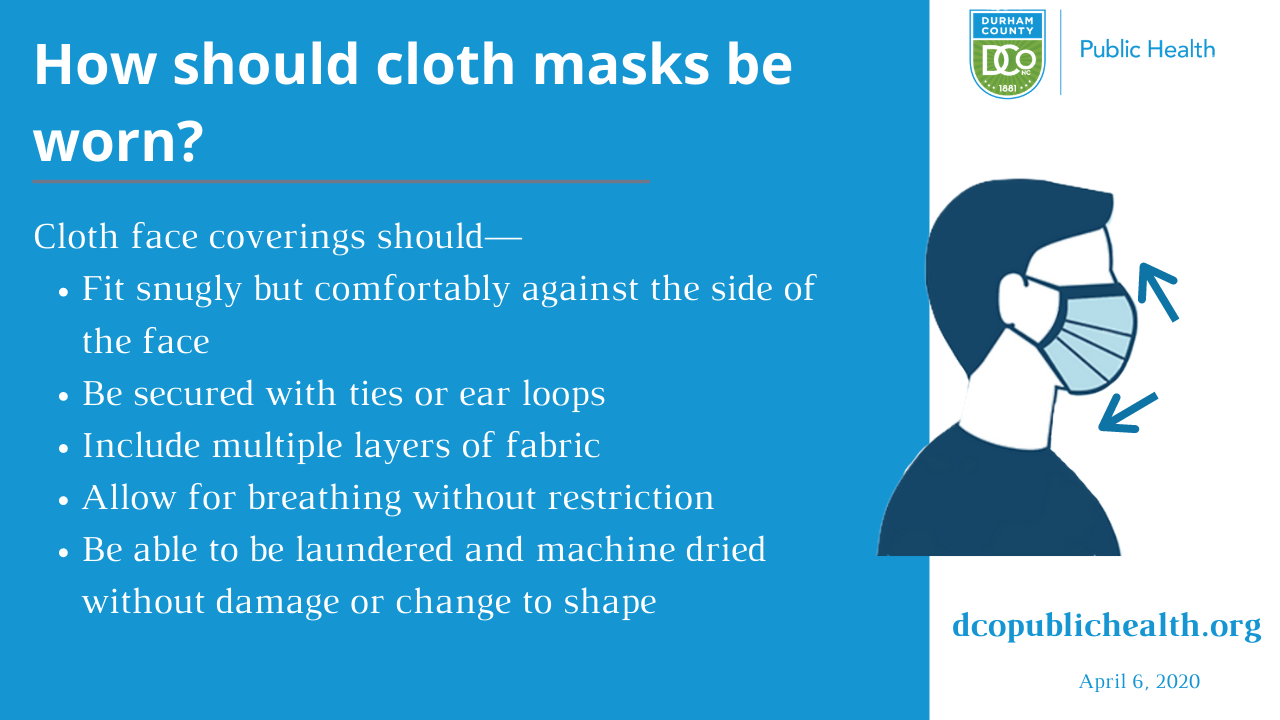 How should cloth masks be
worn?
Cloth face coverings should—
• Fit snugly but comfortably against the side of
the face
• Be secured with ties or ear loops
• Include multiple layers of fabric
• Allow for breathing without restriction
• Be able to be laundered and machine dried
without damage or change to shape
DURHAM
COUNTY
DCo
NC
1881
Public Health
dcopublichealth.org
April 6, 2020